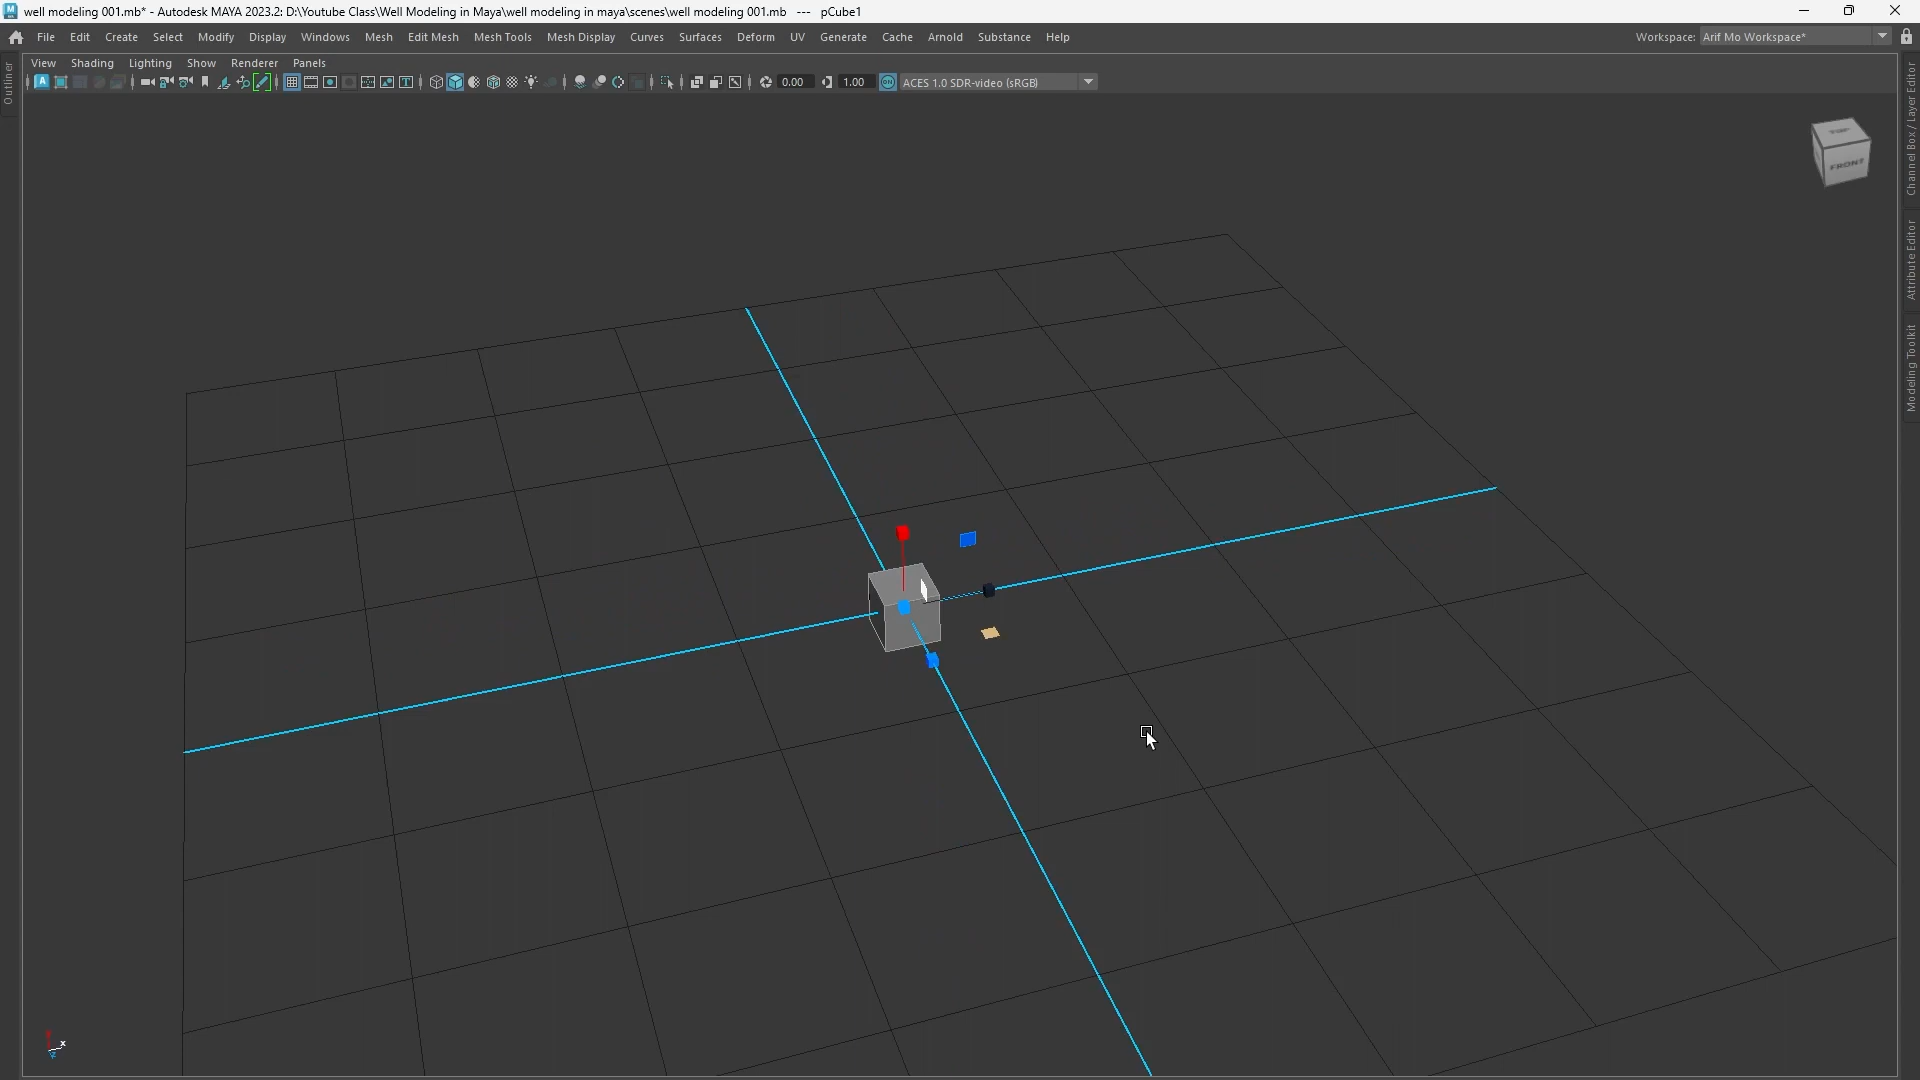 well modeling 001.mb* - Autodesk MAYA 2023.2: D:\Youtube Class\Well Modeling in Maya\well modeling in maya\scenes\well modeling 001.mb --- pCube1
File Edit Create Select Modify Display Windows Mesh Edit Mesh Mesh Tools Mesh Display Curves Surfaces Deform UV Generate Cache Arnold Substance Help
Workspace: Arif Mo Workspace*
View Shading Lighting Show Renderer Panels
0.00 1.00 ON ACES 1.0 SDR-video (sRGB)
Outliner
Channel Box / Layer Editor
Attribute Editor
Modeling Toolkit
TOP
FRONT
x
z